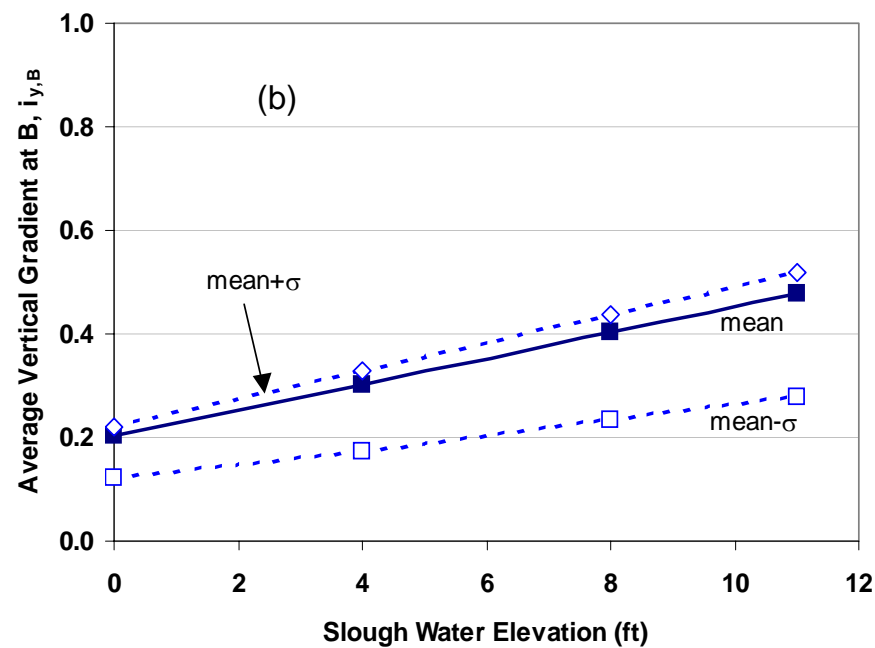 Average Vertical Gradient at B, i y,B
1.0
0.8
0.6
0.4
0.2
0.0
(b)
mean+σ
mean
mean-σ
0 2 4 6 8 10 12
Slough Water Elevation (ft)